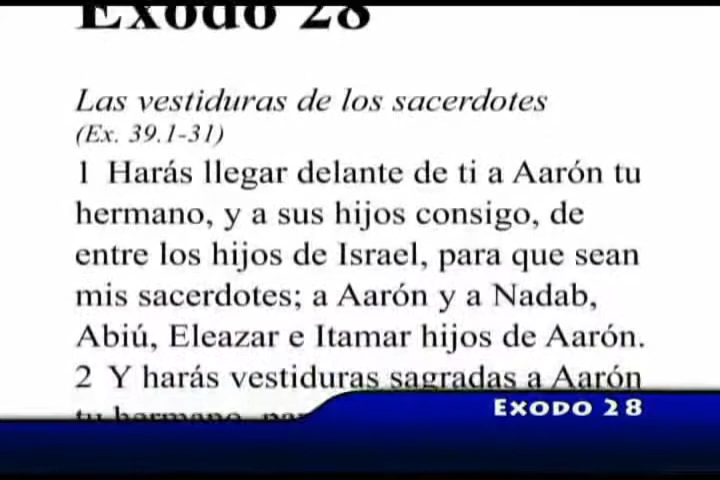 Exodo 28
Las vestiduras de los sacerdotes
(Ex. 39.1-31)
1 Harás llegar delante de ti a Aarón tu
hermano, y a sus hijos consigo, de
entre los hijos de Israel, para que sean
mis sacerdotes; a Aarón y a Nadab,
Abiú, Eleazar e Itamar hijos de Aarón.
2 Y harás vestiduras sagradas a Aarón
tu hermano,
EXODO 28